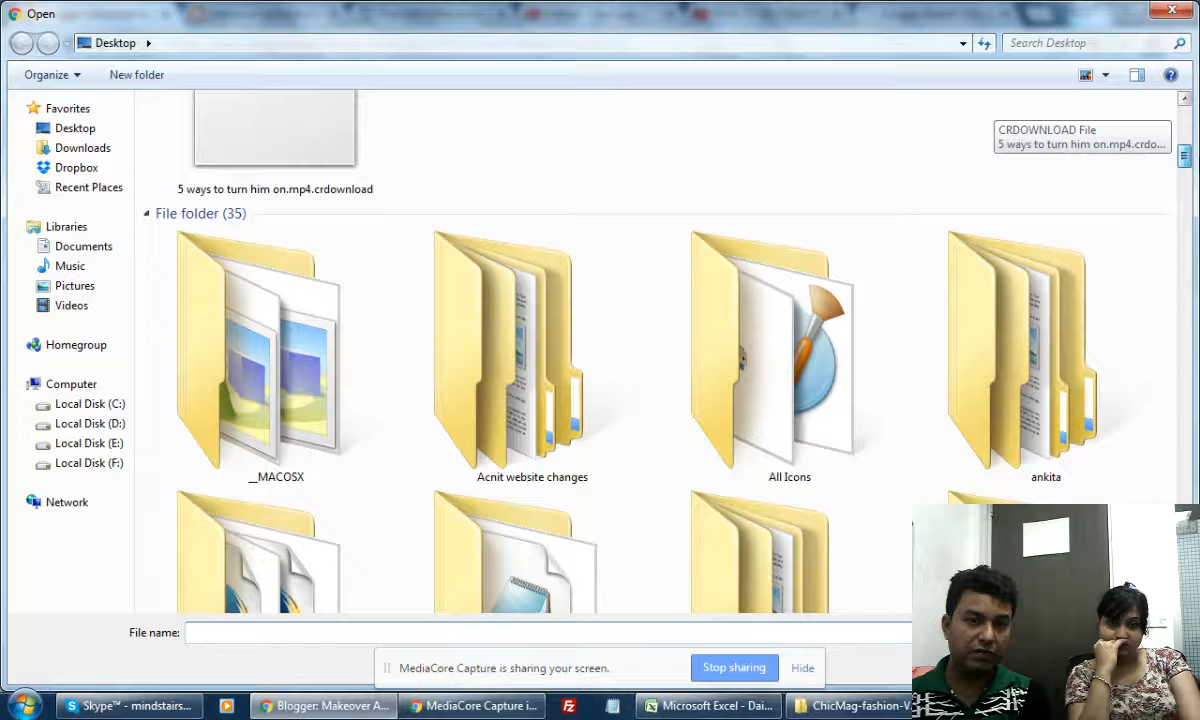 Open
Desktop
Search Desktop
Organize
New folder
Favorites
Desktop
Downloads
Dropbox
Recent Places
Libraries
Documents
Music
Pictures
Videos
Homegroup
Computer
Local Disk (C:)
Local Disk (D:)
Local Disk (E:)
Local Disk (F:)
Network
CRDOWNLOAD File
5 ways to turn him on.mp4.crdo...
5 ways to turn him on.mp4.crdownload
File folder (35)
__MACOSX
Acnit website changes
All Icons
ankita
File name:
MediaCore Capture is sharing your screen.
Stop sharing
Hide
Skype™ - mindstairs...
Blogger: Makeover A...
MediaCore Capture i...
Microsoft Excel - Dai...
ChicMag-fashion-V